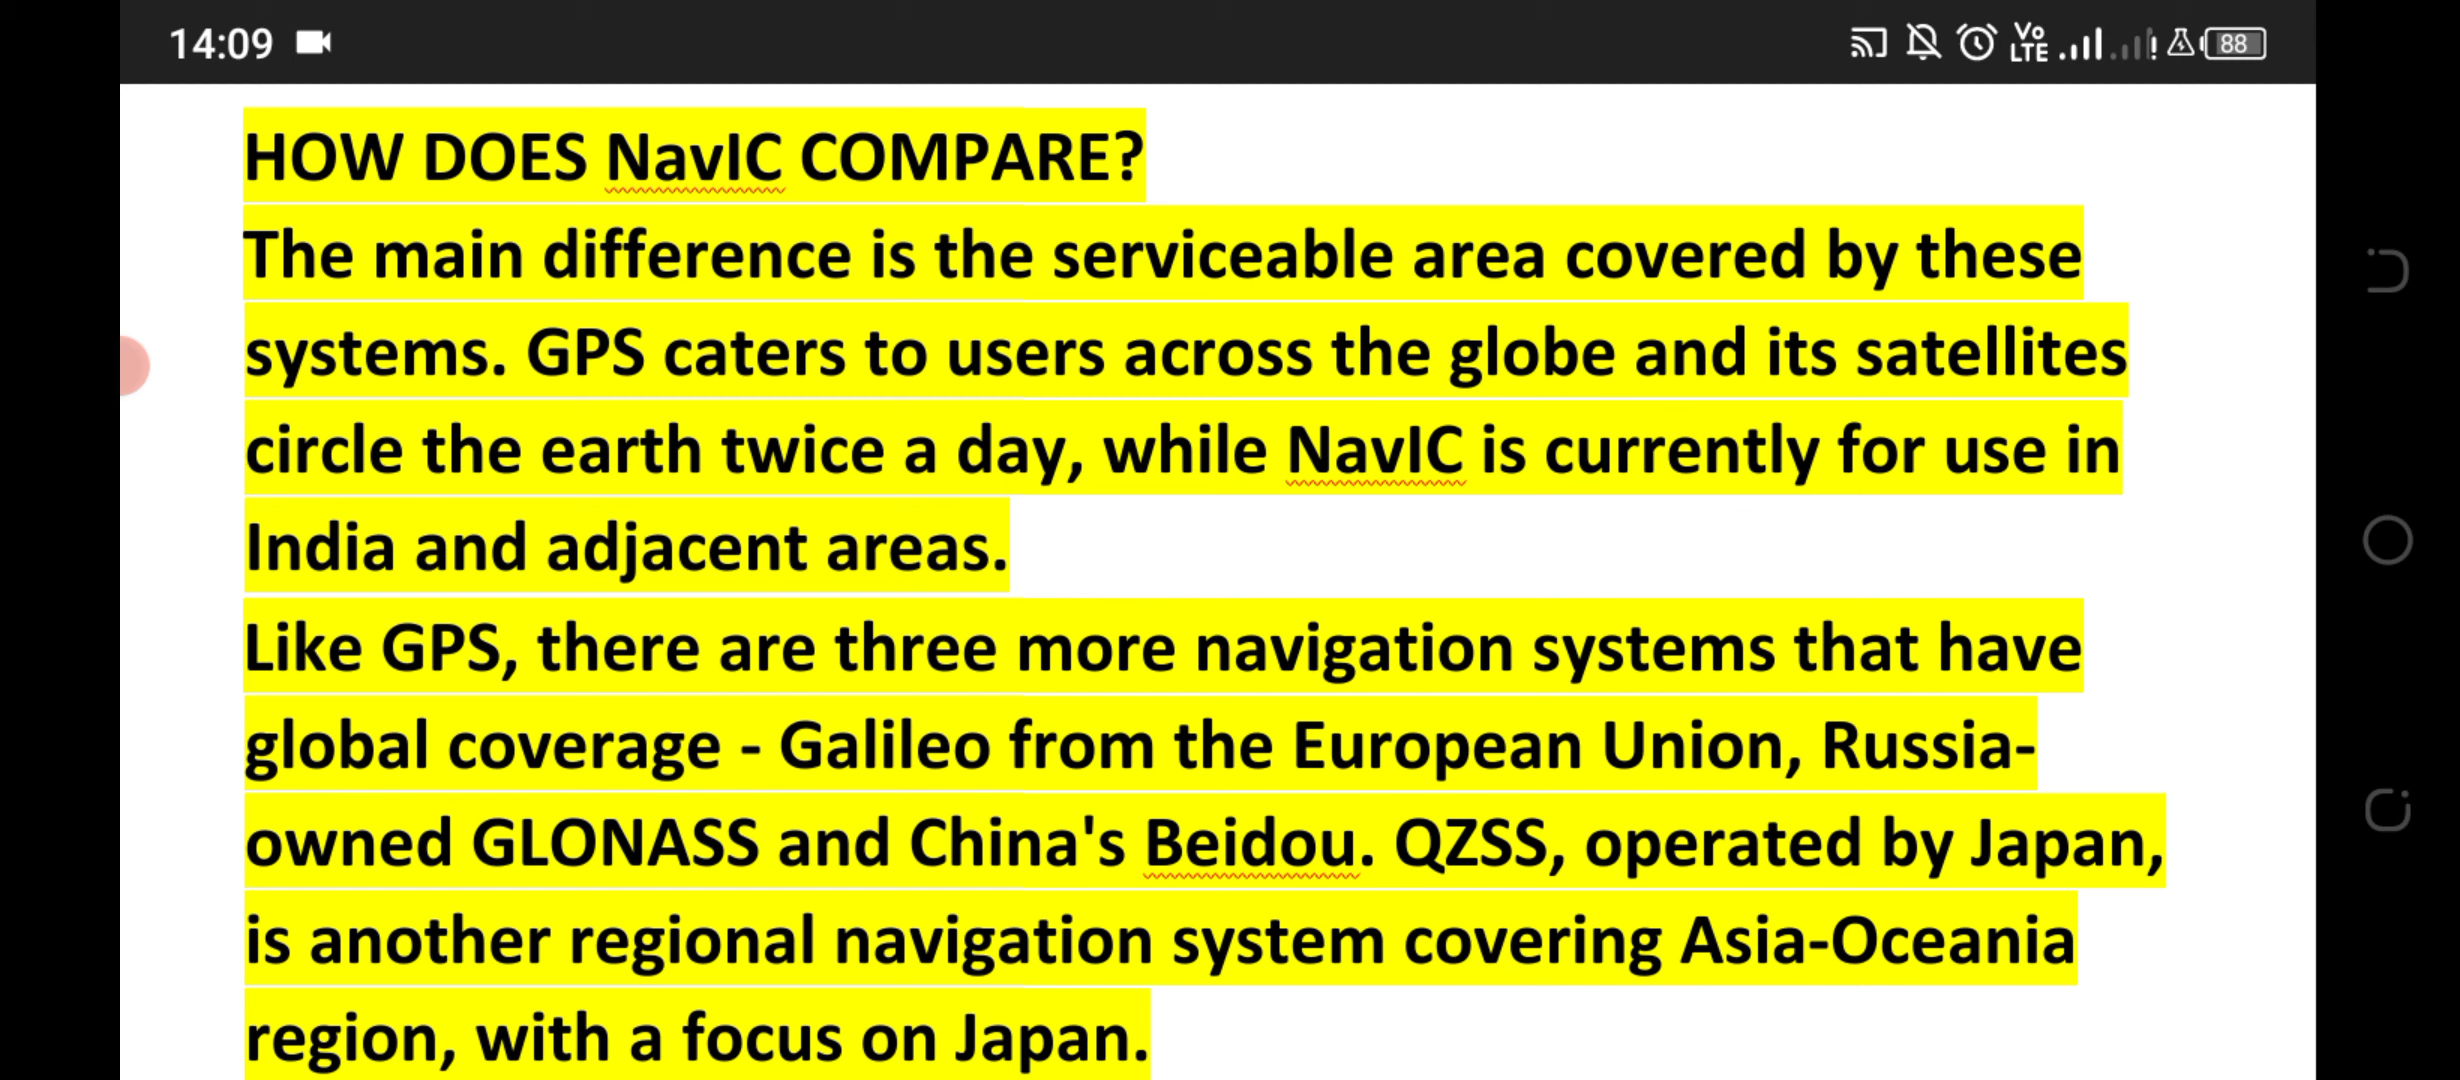 14:09 Vo LTE 88
HOW DOES NavIC COMPARE?
The main difference is the serviceable area covered by these
systems. GPS caters to users across the globe and its satellites
circle the earth twice a day, while NavIC is currently for use in
India and adjacent areas.
Like GPS, there are three more navigation systems that have
global coverage - Galileo from the European Union, Russia-
owned GLONASS and China's Beidou. QZSS, operated by Japan,
is another regional navigation system covering Asia-Oceania
region, with a focus on Japan.